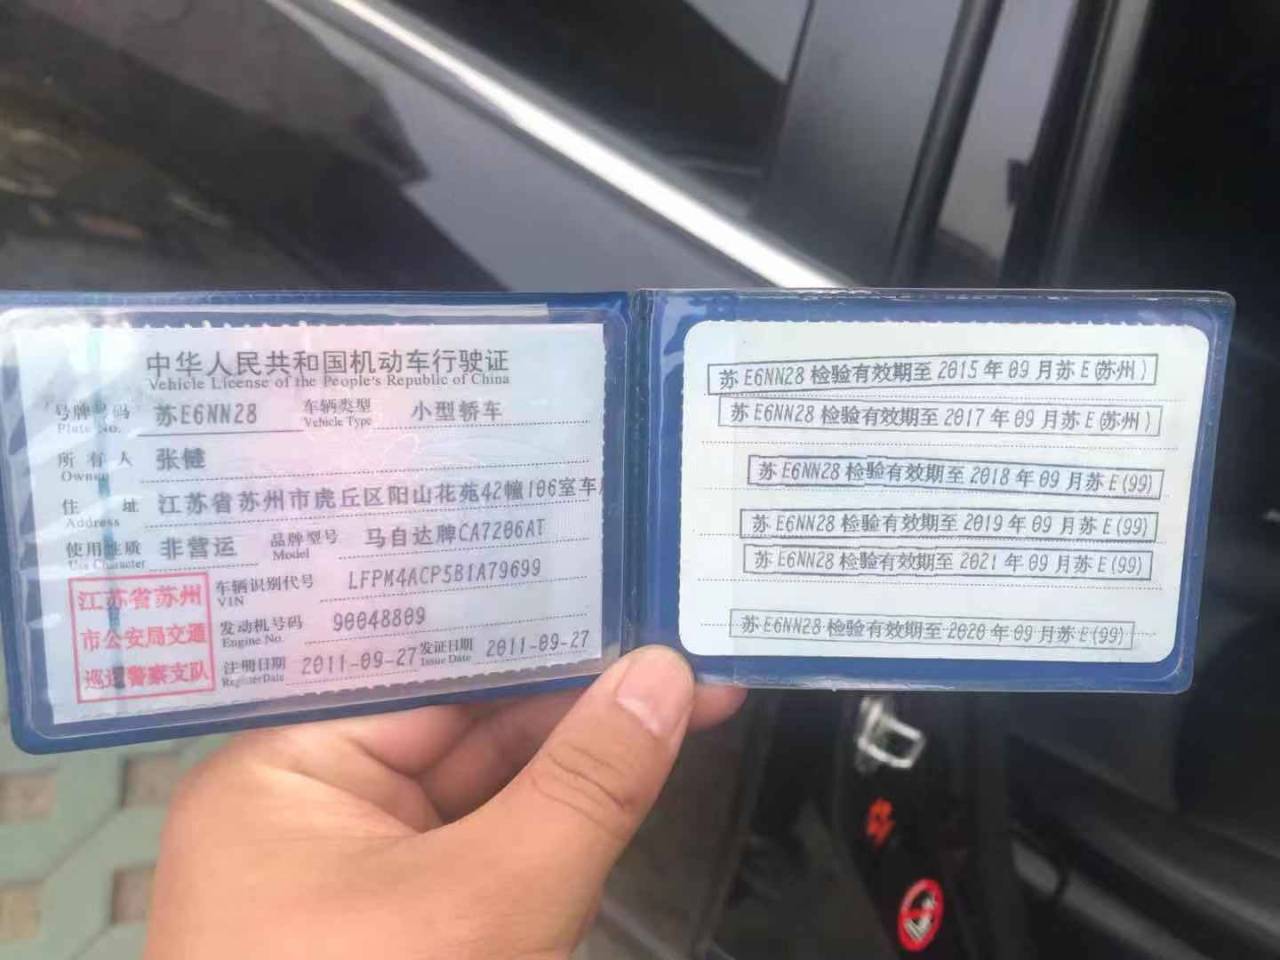 中华人民共和国机动车行驶证
Vehicle License of the People's Republic of China
号牌号码 苏E6NN28 车辆类型 小型轿车
Plate No. Vehicle Type
所有人 张健
Owner
住址 江苏省苏州市虎丘区阳山花苑42幢106室车
Address
使用性质 非营运 品牌型号 马自达牌CA7206AT
Use Character Model
车辆识别代号 LFPM4ACP5B1A79699
VIN
发动机号码 90048809
Engine No.
注册日期 2011-09-27 发证日期 2011-09-27
Register Date Issue Date
江苏省苏州
市公安局交通
巡逻警察支队
苏E6NN28检验有效期至2015年09月苏E(苏州)
苏E6NN28检验有效期至2017年09月苏E(苏州)
苏E6NN28检验有效期至2018年09月苏E(99)
苏E6NN28检验有效期至2019年09月苏E(99)
苏E6NN28检验有效期至2021年09月苏E(99)
苏E6NN28检验有效期至2020年09月苏E(99)